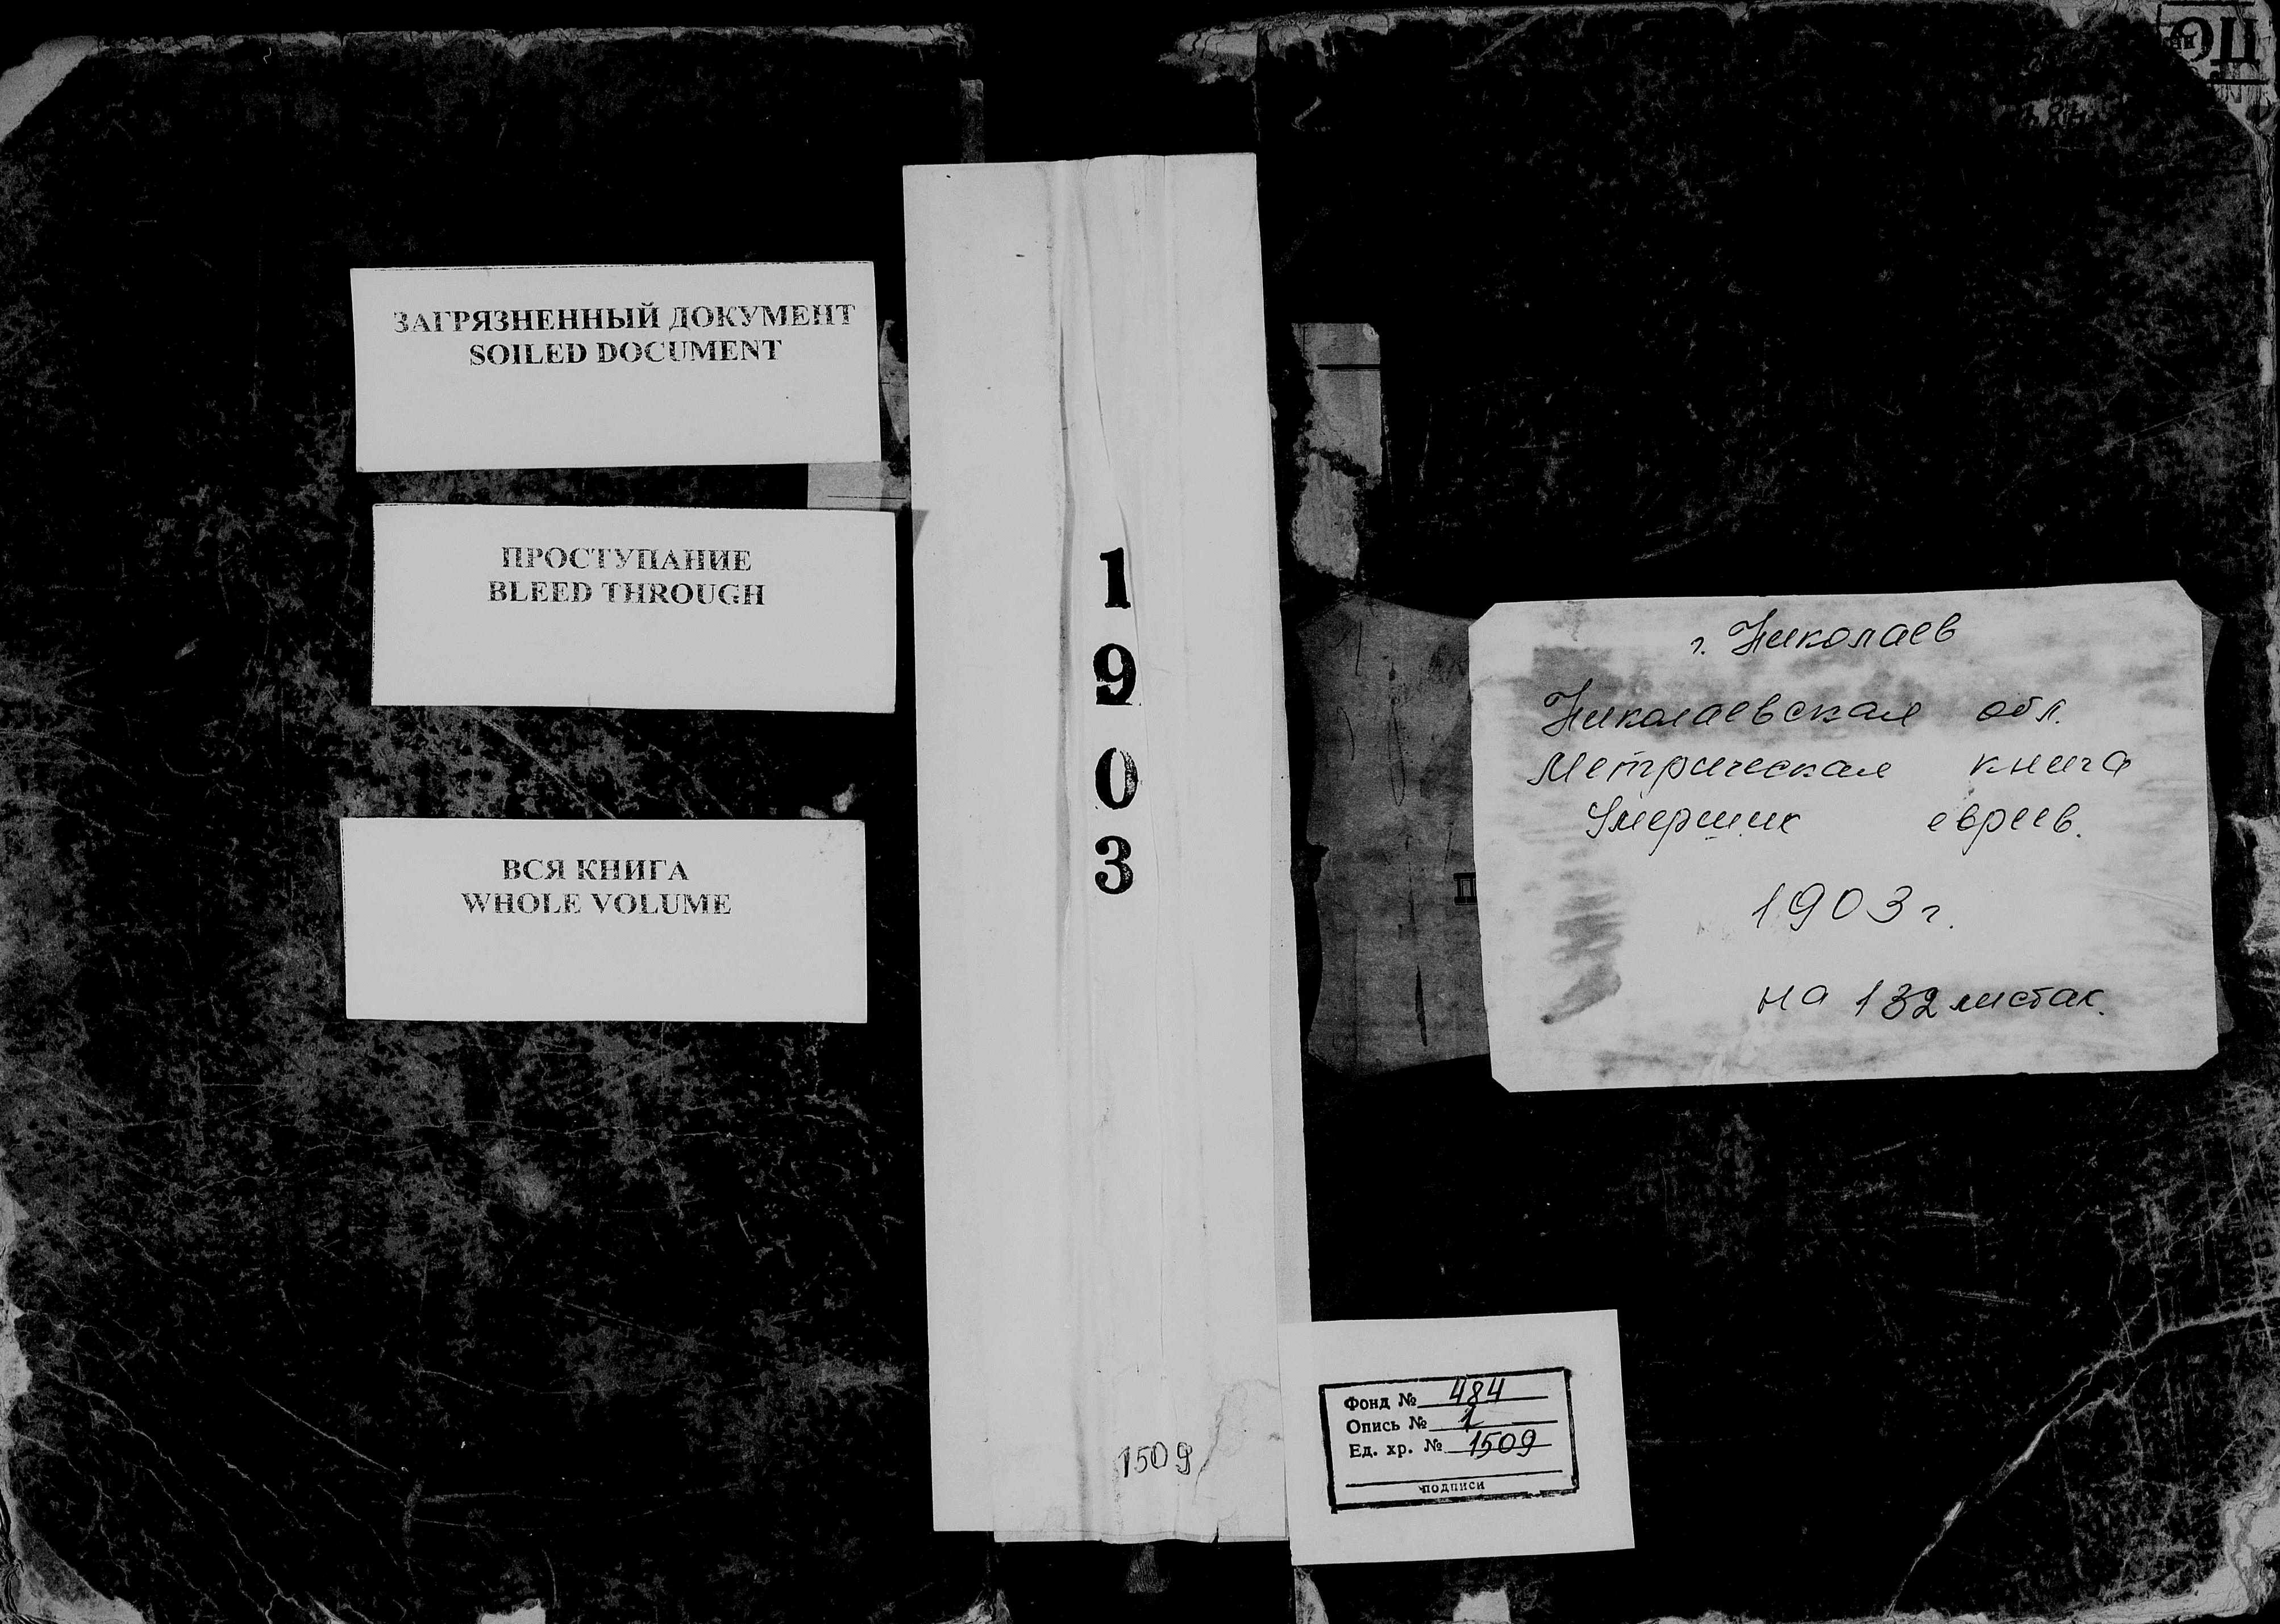 ЗАГРЯЗНЕННЫЙ ДОКУМЕНТ
SOILED DOCUMENT
ПРОСТУПАНИЕ
BLEED THROUGH
ВСЯ КНИГА
WHOLE VOLUME
1
9
0
3
1509
г. Николаев
Николаевская обл.
Метрическая книга
Умерших евреев.
1903 г.
на 132 листах.
Фонд № 484
Опись № 1
Ед. хр. № 1509
подписи